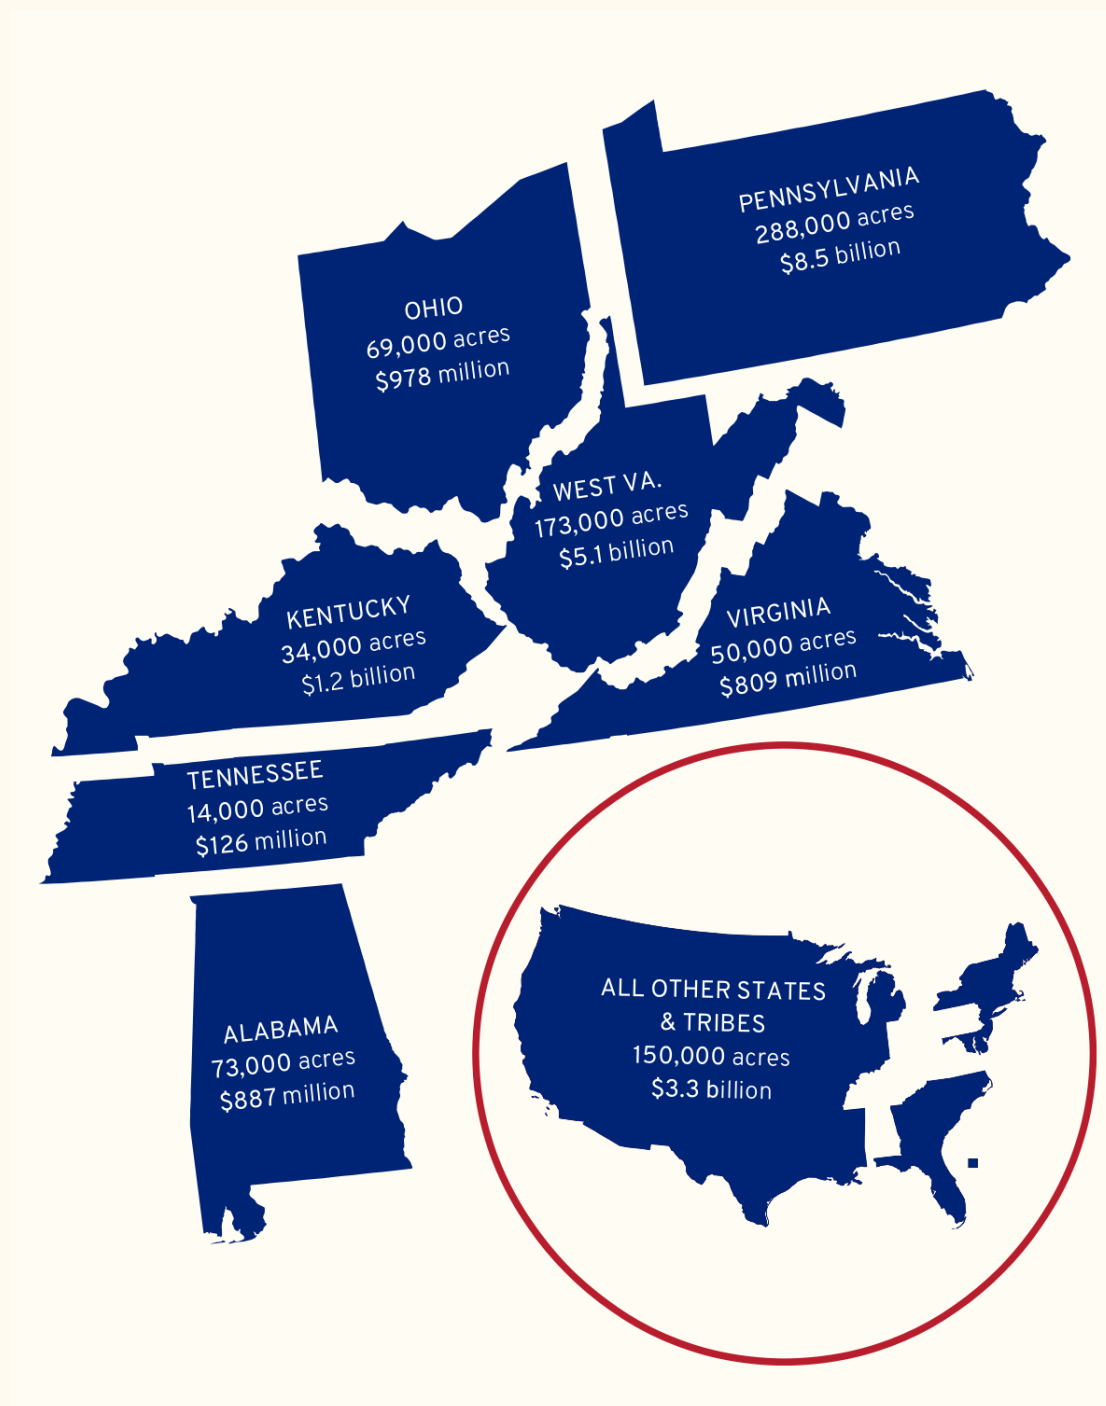 PENNSYLVANIA
288,000 acres
$8.5 billion
OHIO
69,000 acres
$978 million
WEST VA.
173,000 acres
$5.1 billion
KENTUCKY
34,000 acres
$1.2 billion
VIRGINIA
50,000 acres
$809 million
TENNESSEE
14,000 acres
$126 million
ALABAMA
73,000 acres
$887 million
ALL OTHER STATES
& TRIBES
150,000 acres
$3.3 billion